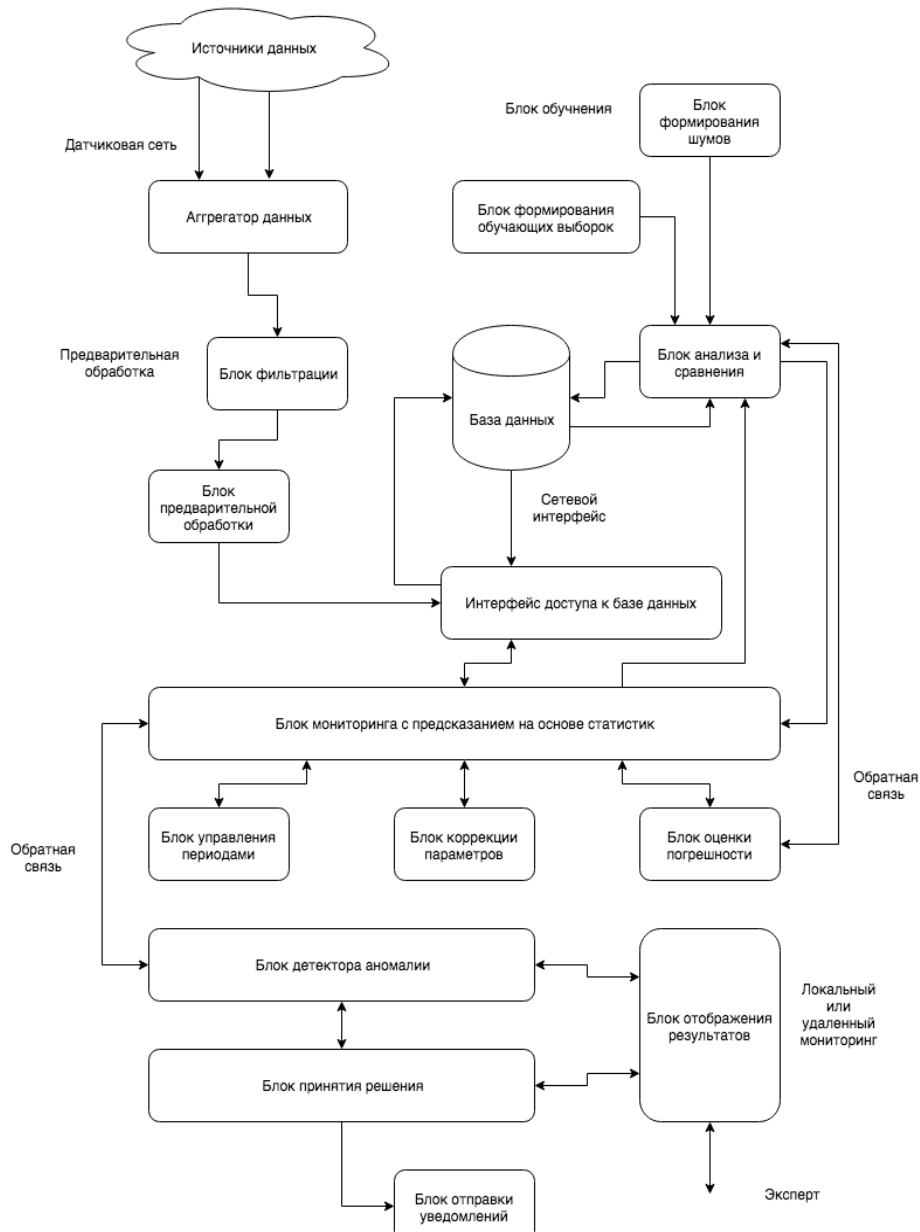 Источники данных
Блок обучнения
Блок
формирования
шумов
Датчиковая сеть
Аггрегатор данных
Блок формирования
обучающих выборок
Предварительная
обработка
Блок фильтрации
Блок анализа и
сравнения
База данных
Блок
предварительной
обработки
Сетевой
интерфейс
Интерфейс доступа к базе данных
Блок мониторинга с предсказанием на основе статистик
Обратная
связь
Блок управления
периодами
Блок коррекции
параметров
Блок оценки
погрешности
Обратная
связь
Блок детектора аномалии
Блок отображения
результатов
Локальный
или
удаленный
мониторинг
Блок принятия решения
Блок отправки
уведомлений
Эксперт